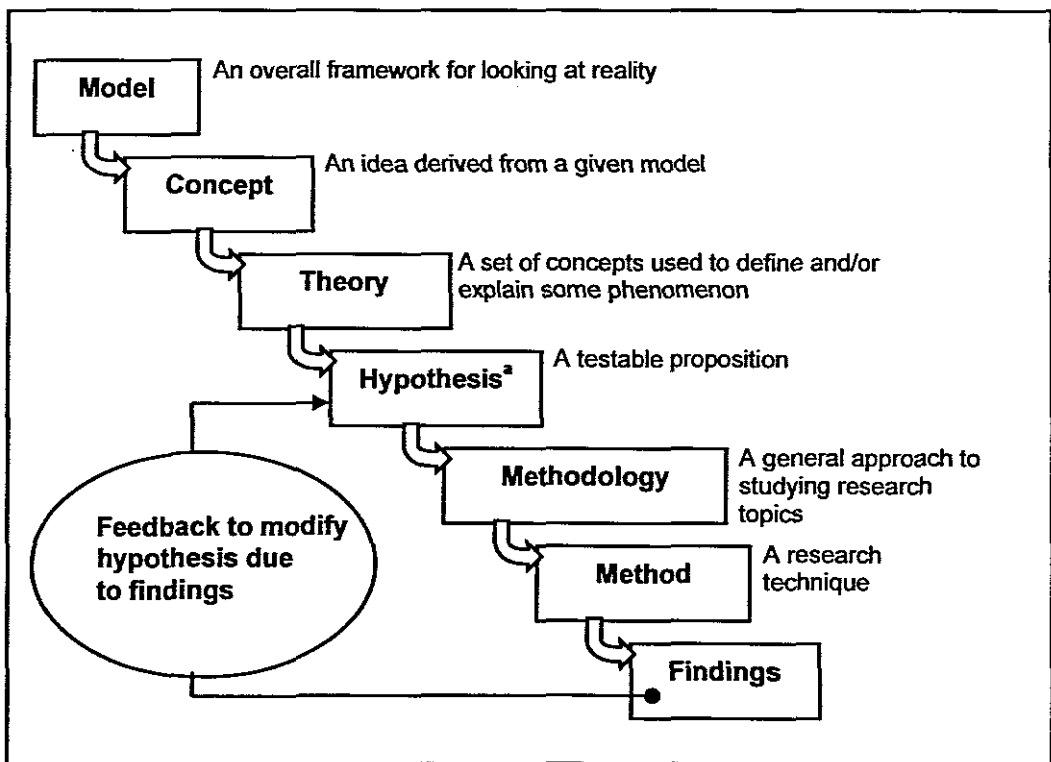 Model
An overall framework for looking at reality
Concept
An idea derived from a given model
Theory
A set of concepts used to define and/or
explain some phenomenon
Hypothesisª
A testable proposition
Methodology
A general approach to
studying research
topics
Method
A research
technique
Findings
Feedback to modify
hypothesis due
to findings